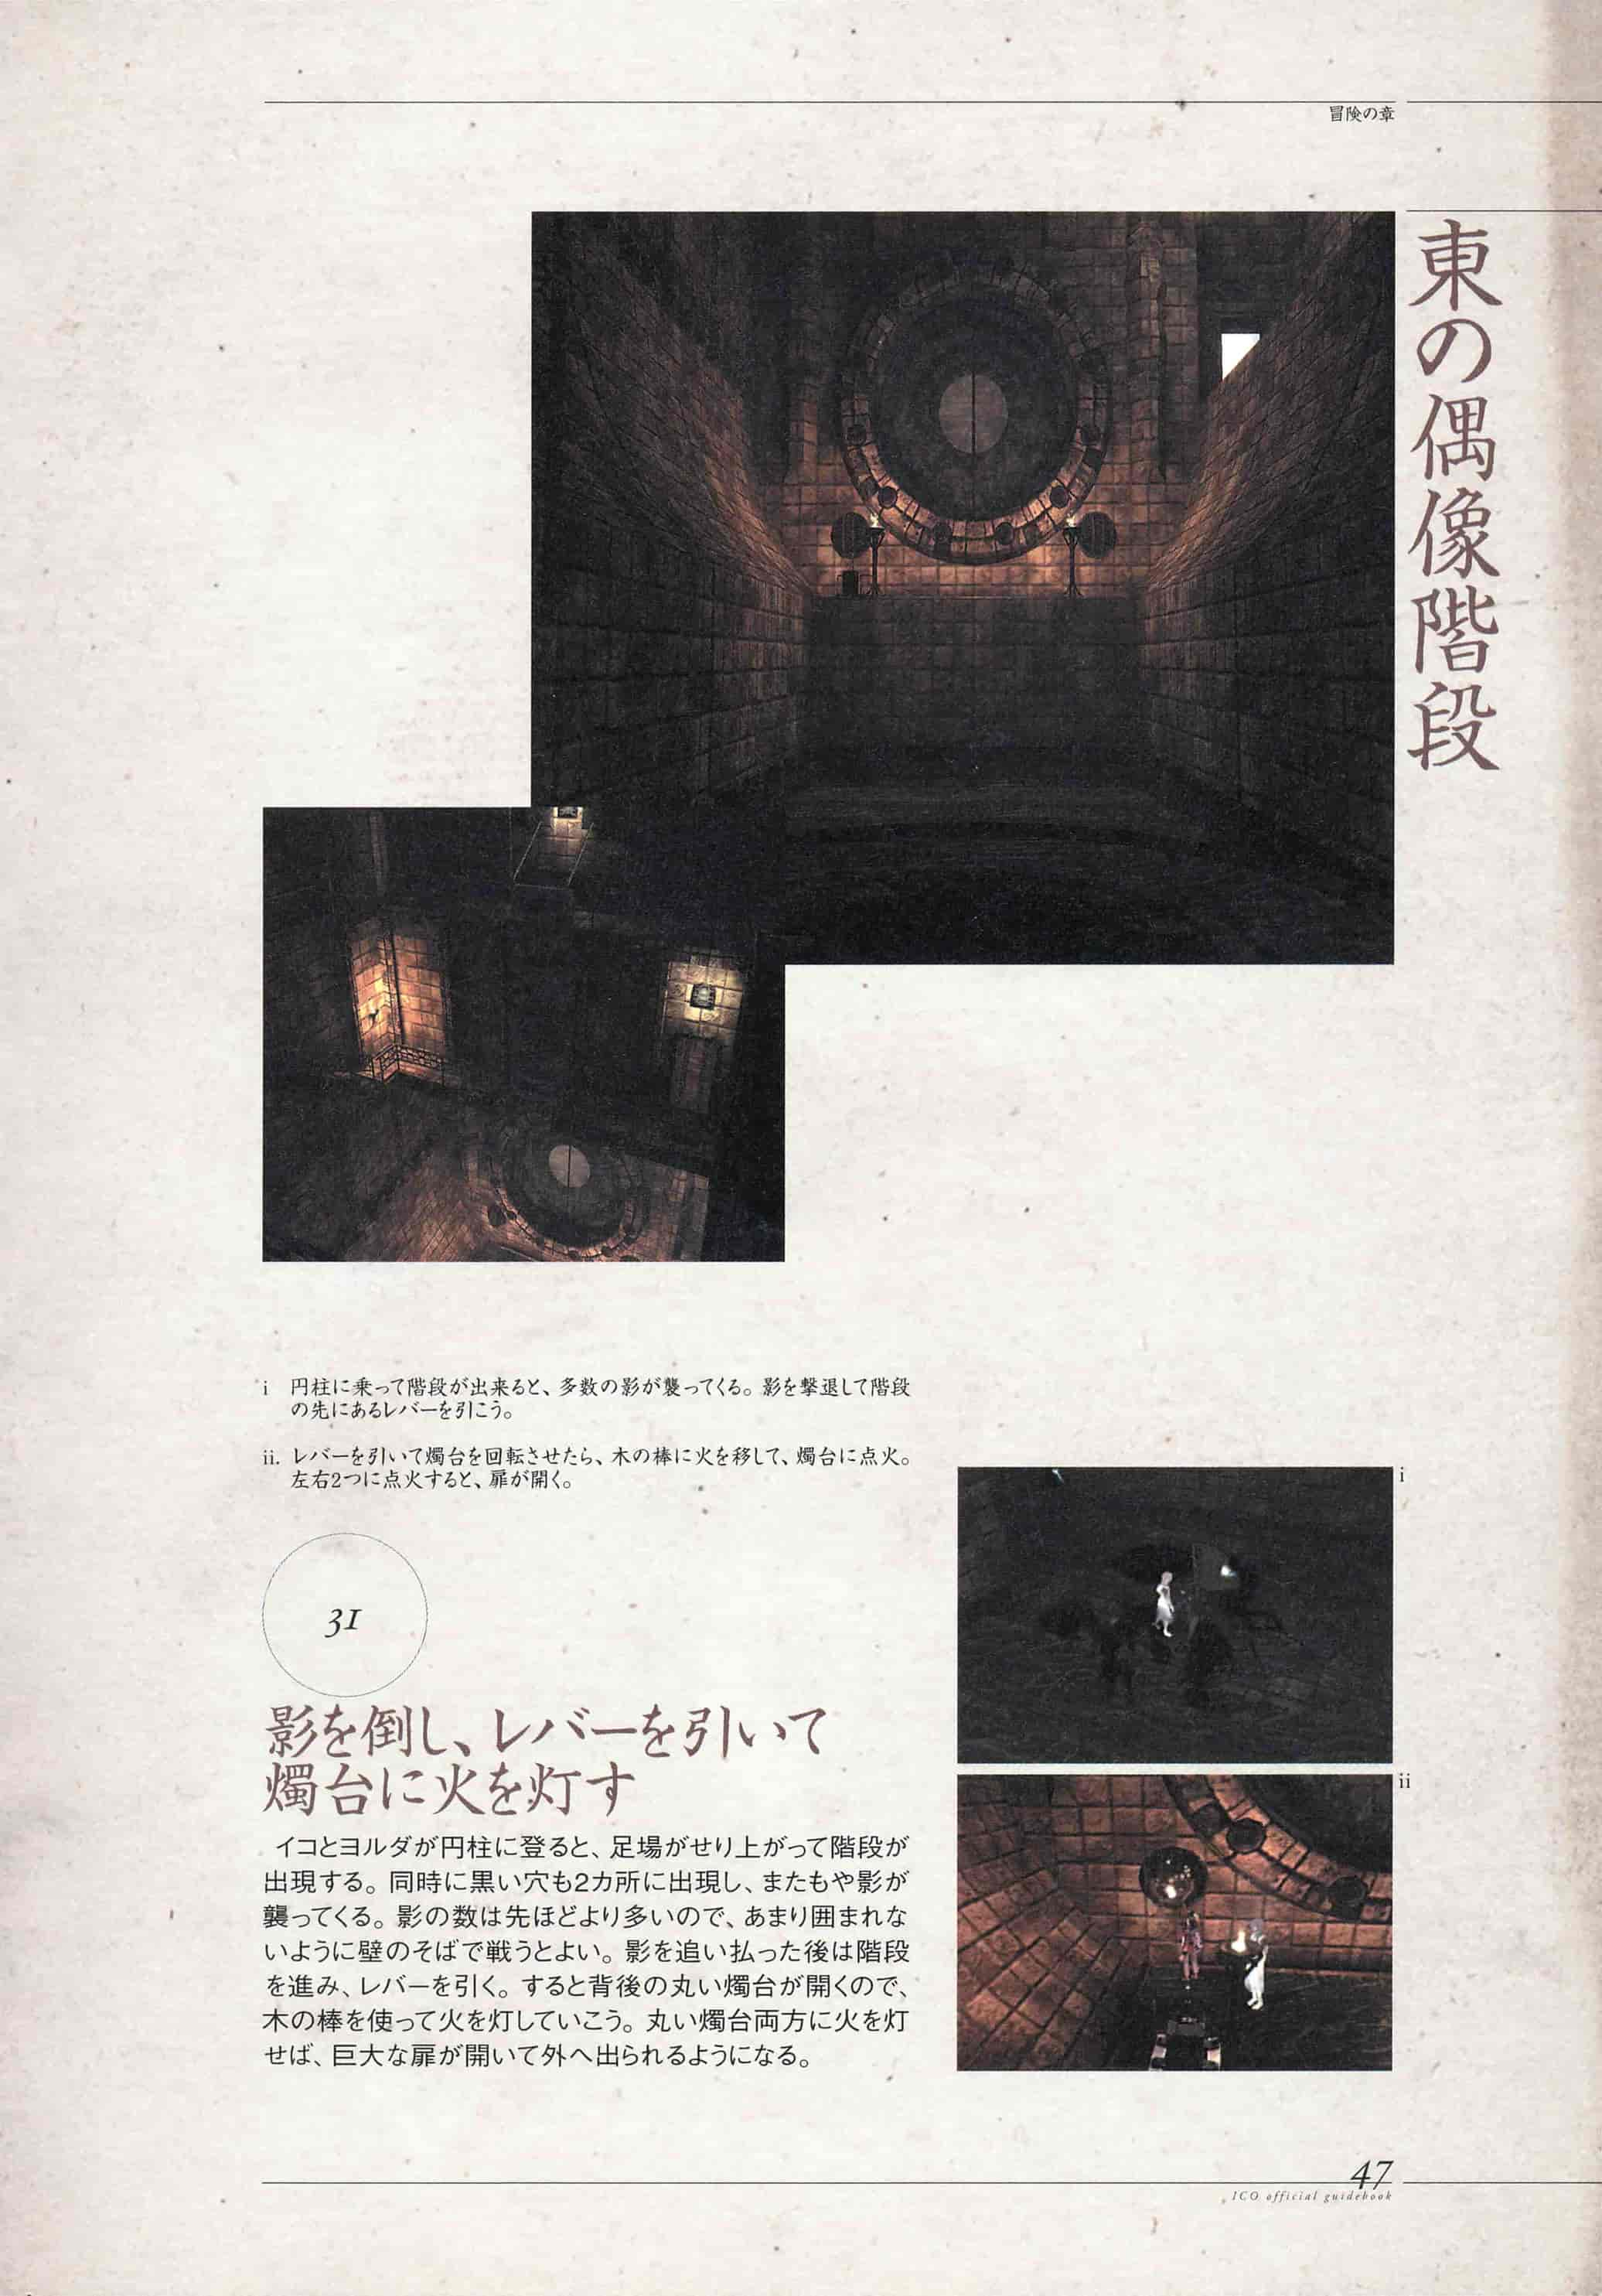 冒険の章
東の偶像階段
i 円柱に乗って階段が出来ると、多数の影が襲ってくる。影を撃退して階段
の先にあるレバーを引こう。
ii. レバーを引いて燭台を回転させたら、木の棒に火を移して、燭台に点火。
左右2つに点火すると、扉が開く。
i
ii
31
影を倒し、レバーを引いて
燭台に火を灯す
イコとヨルダが円柱に登ると、足場がせり上がって階段が
出現する。同時に黒い穴も2カ所に出現し、またもや影が
襲ってくる。影の数は先ほどより多いので、あまり囲まれな
いように壁のそばで戦うとよい。影を追い払った後は階段
を進み、レバーを引く。すると背後の丸い燭台が開くので、
木の棒を使って火を灯していこう。丸い燭台両方に火を灯
せば、巨大な扉が開いて外へ出られるようになる。
47
ICO official guidebook